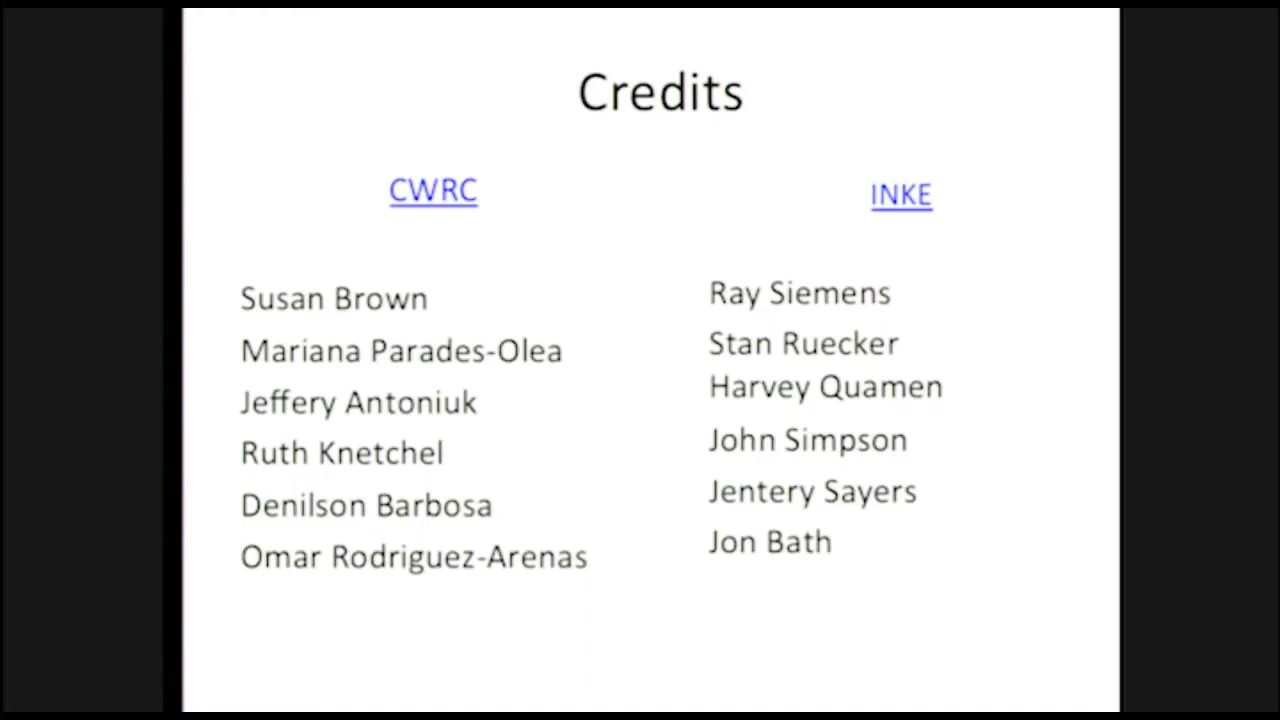 Credits
CWRC
Susan Brown
Mariana Parades-Olea
Jeffery Antoniuk
Ruth Knetchel
Denilson Barbosa
Omar Rodriguez-Arenas
INKE
Ray Siemens
Stan Ruecker
Harvey Quamen
John Simpson
Jentery Sayers
Jon Bath